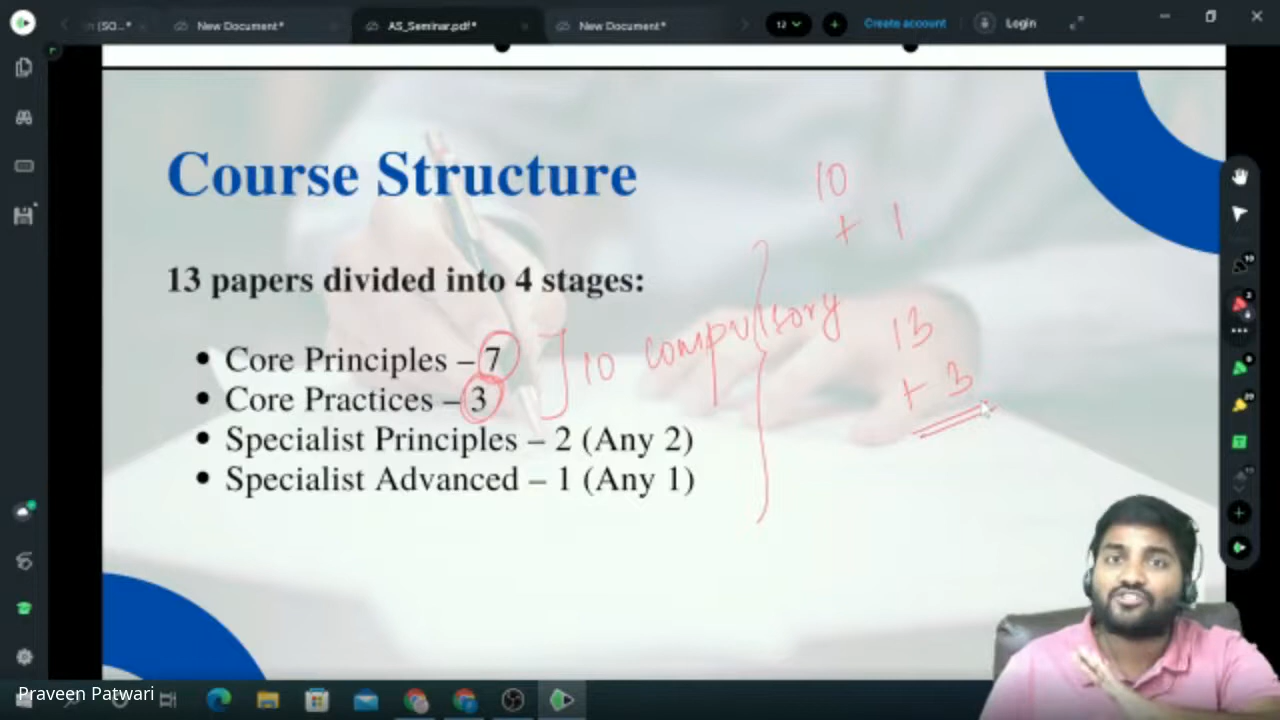 (SO...*
New Document*
AS_Seminar.pdf*
New Document*
12
Create account
Login
Course Structure
13 papers divided into 4 stages:
• Core Principles – 7
• Core Practices – 3
• Specialist Principles – 2 (Any 2)
• Specialist Advanced – 1 (Any 1)
10 compulsory
10
+ 1
13
+ 3
Praveen Patwari